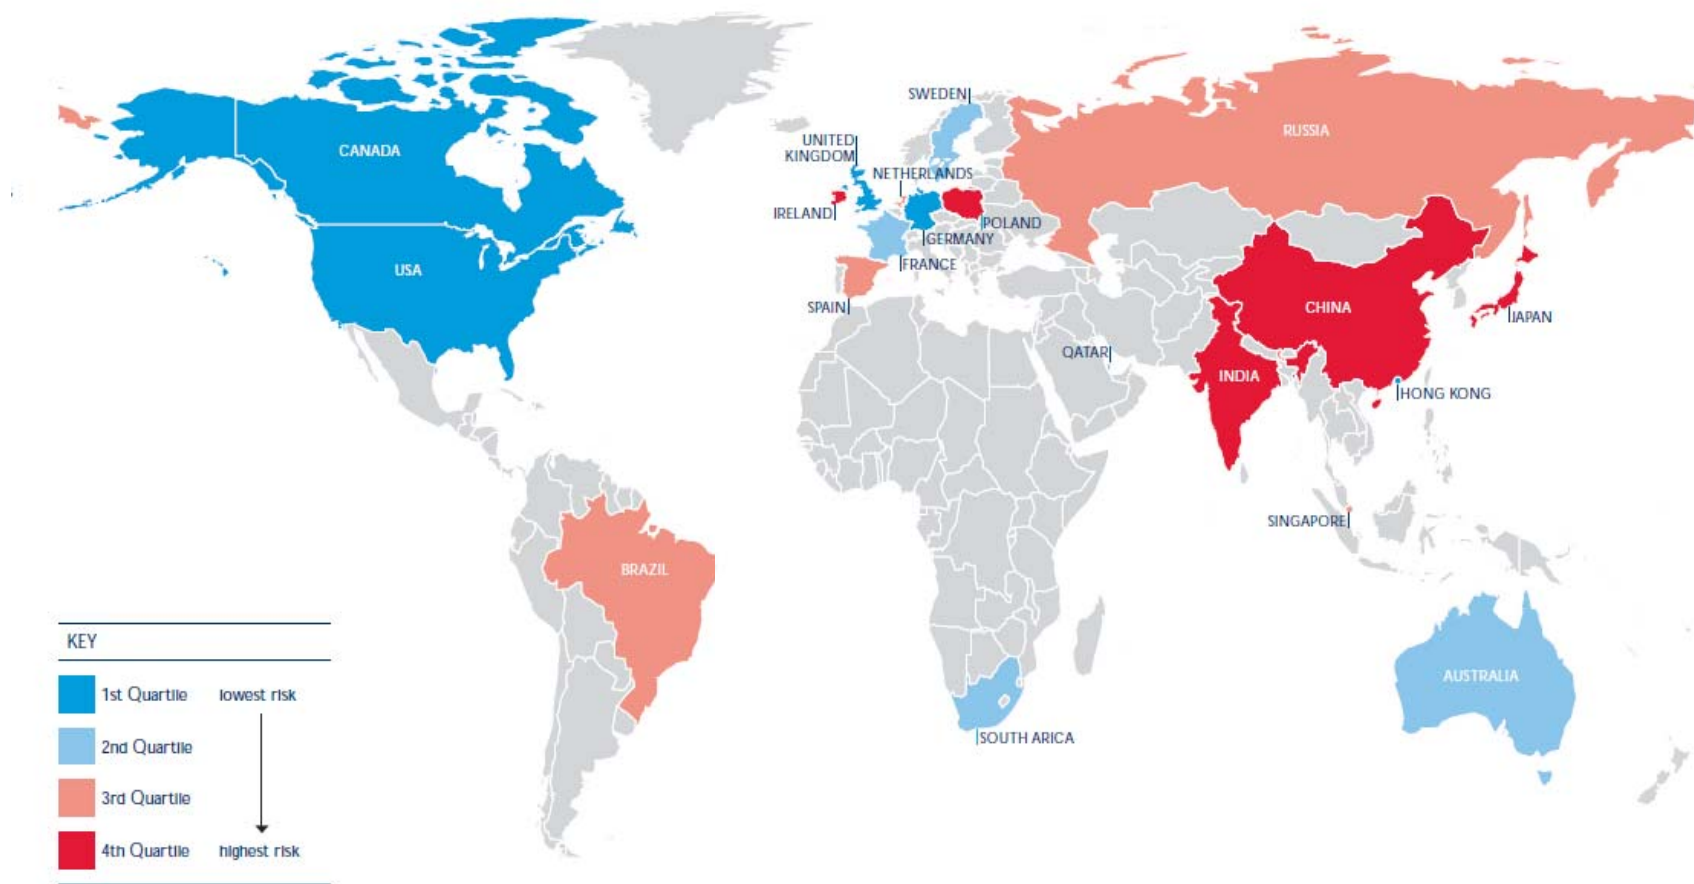 SWEDEN
RUSSIA
UNITED
KINGDOM
CANADA
NETHERLANDS
IRELAND
POLAND
GERMANY
USA
FRANCE
SPAIN
CHINA
JAPAN
QATAR
INDIA
HONG KONG
SINGAPORE
BRAZIL
AUSTRALIA
SOUTH ARICA
KEY
1st Quartile lowest risk
2nd Quartile
3rd Quartile
4th Quartile highest risk